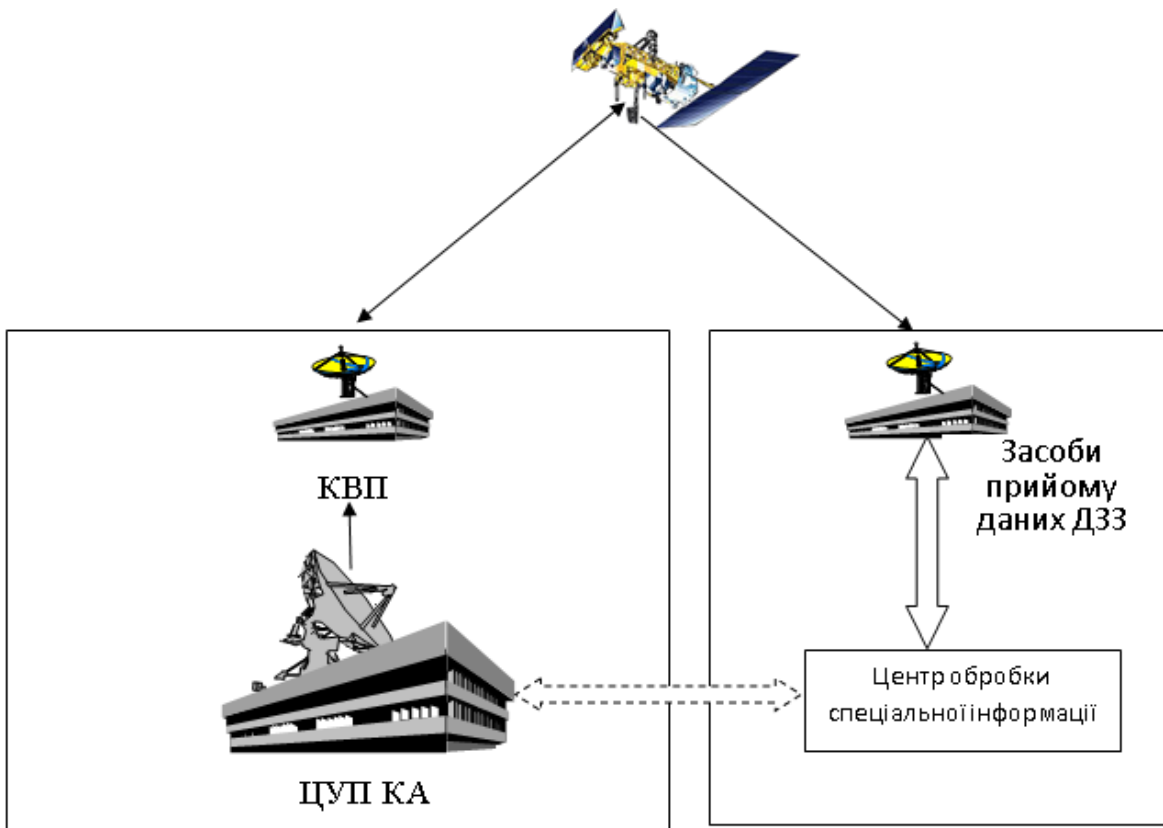 КВП
ЦУП КА
Засоби
прийому
даних ДЗЗ
Центр обробки
спеціальної інформації